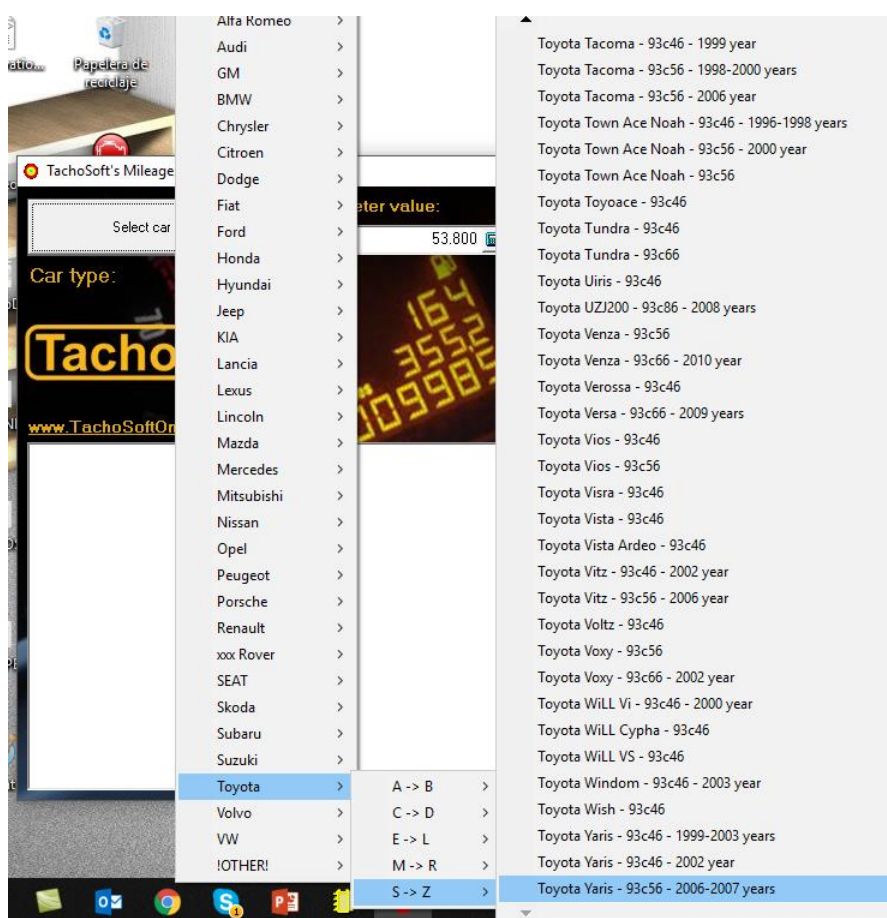 Papelera de
reciclaje
TachoSoft's Mileage
Select car
eter value:
53.800
Car type:
Tacho
www.TachoSoftOn
164
3552
Alfa Romeo
Audi
GM
BMW
Chrysler
Citroen
Dodge
Fiat
Ford
Honda
Hyundai
Jeep
KIA
Lancia
Lexus
Lincoln
Mazda
Mercedes
Mitsubishi
Nissan
Opel
Peugeot
Porsche
Renault
xxx Rover
SEAT
Skoda
Subaru
Suzuki
Toyota
Volvo
VW
!OTHER!
A -> B
C -> D
E -> L
M -> R
S -> Z
Toyota Tacoma - 93c46 - 1999 year
Toyota Tacoma - 93c56 - 1998-2000 years
Toyota Tacoma - 93c56 - 2006 year
Toyota Town Ace Noah - 93c46 - 1996-1998 years
Toyota Town Ace Noah - 93c56 - 2000 year
Toyota Town Ace Noah - 93c56
Toyota Toyoace - 93c46
Toyota Tundra - 93c46
Toyota Tundra - 93c66
Toyota Uiris - 93c46
Toyota UZJ200 - 93c86 - 2008 years
Toyota Venza - 93c56
Toyota Venza - 93c66 - 2010 year
Toyota Verossa - 93c46
Toyota Versa - 93c66 - 2009 years
Toyota Vios - 93c46
Toyota Vios - 93c56
Toyota Visra - 93c46
Toyota Vista - 93c46
Toyota Vista Ardeo - 93c46
Toyota Vitz - 93c46 - 2002 year
Toyota Vitz - 93c56 - 2006 year
Toyota Voltz - 93c46
Toyota Voxy - 93c56
Toyota Voxy - 93c66 - 2002 year
Toyota WiLL Vi - 93c46 - 2000 year
Toyota WiLL Cypha - 93c46
Toyota WiLL VS - 93c46
Toyota Windom - 93c46 - 2003 year
Toyota Wish - 93c46
Toyota Yaris - 93c46 - 1999-2003 years
Toyota Yaris - 93c46 - 2002 year
Toyota Yaris - 93c56 - 2006-2007 years